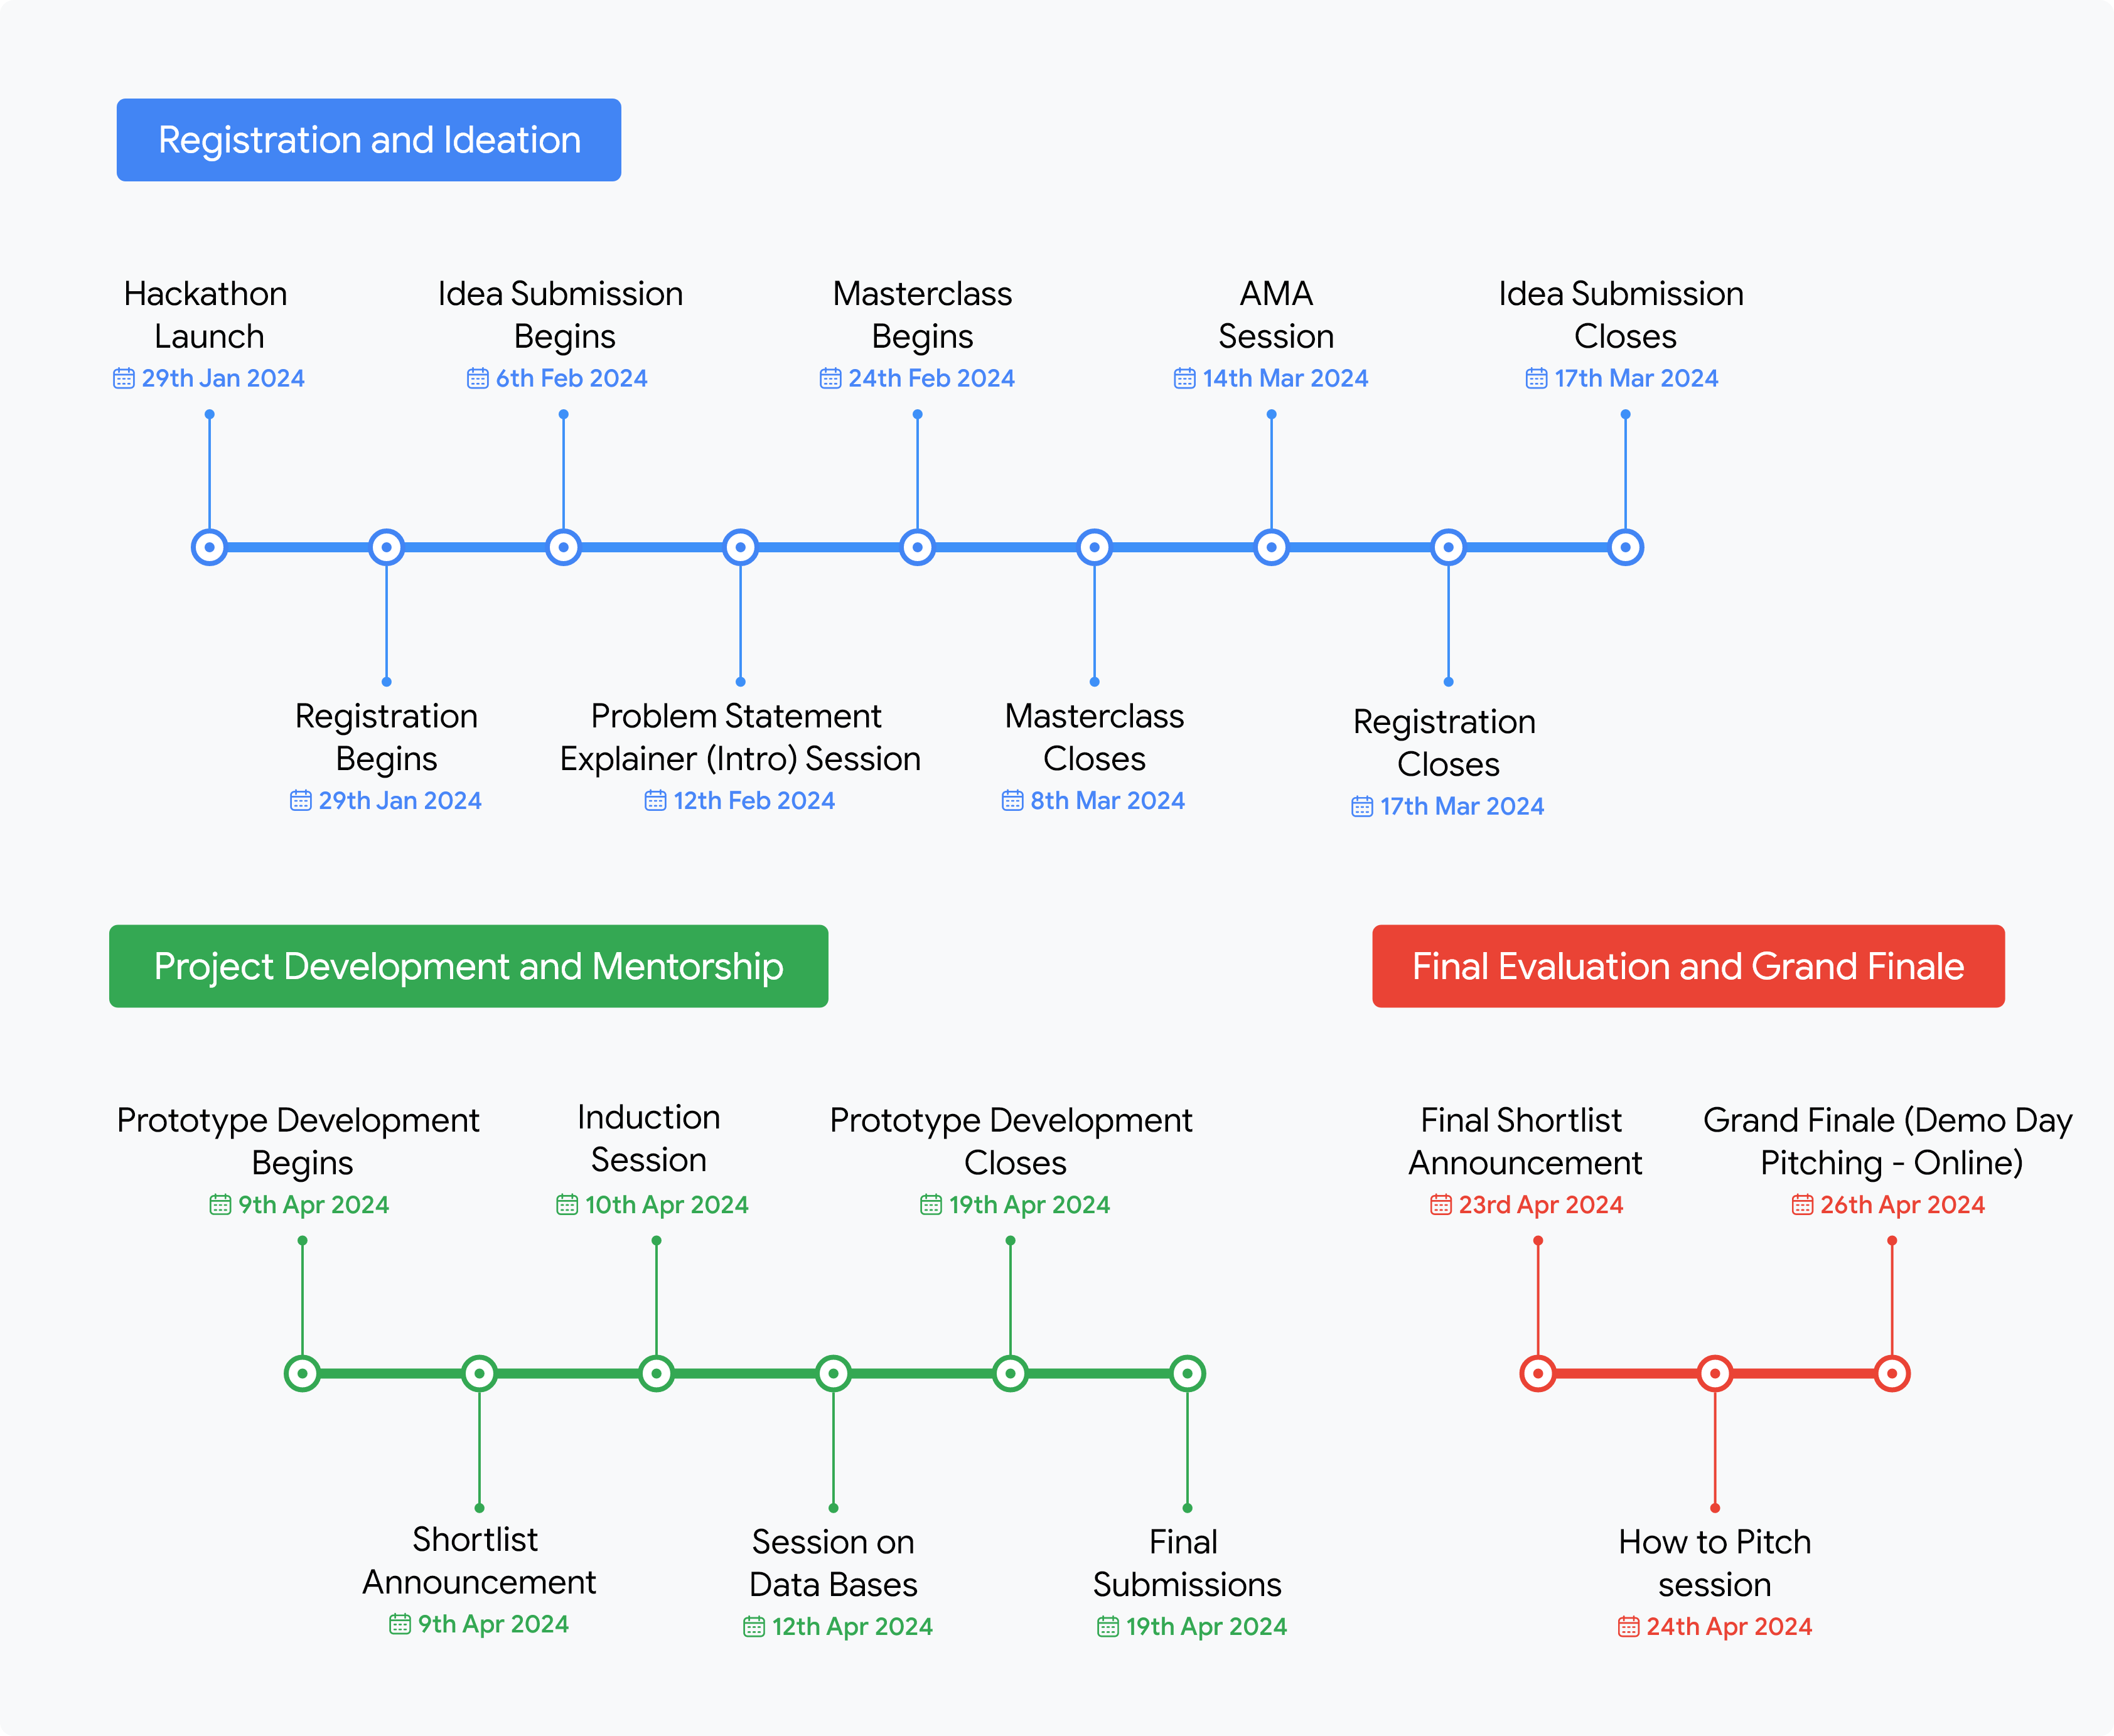 Registration and Ideation
Hackathon
Launch
29th Jan 2024
Idea Submission
Begins
6th Feb 2024
Masterclass
Begins
24th Feb 2024
AMA
Session
14th Mar 2024
Idea Submission
Closes
17th Mar 2024
Registration
Begins
29th Jan 2024
Problem Statement
Explainer (Intro) Session
12th Feb 2024
Masterclass
Closes
8th Mar 2024
Registration
Closes
17th Mar 2024
Project Development and Mentorship
Prototype Development
Begins
9th Apr 2024
Induction
Session
10th Apr 2024
Prototype Development
Closes
19th Apr 2024
Shortlist
Announcement
9th Apr 2024
Session on
Data Bases
12th Apr 2024
Final
Submissions
19th Apr 2024
Final Evaluation and Grand Finale
Final Shortlist
Announcement
23rd Apr 2024
Grand Finale (Demo Day
Pitching - Online)
26th Apr 2024
How to Pitch
session
24th Apr 2024